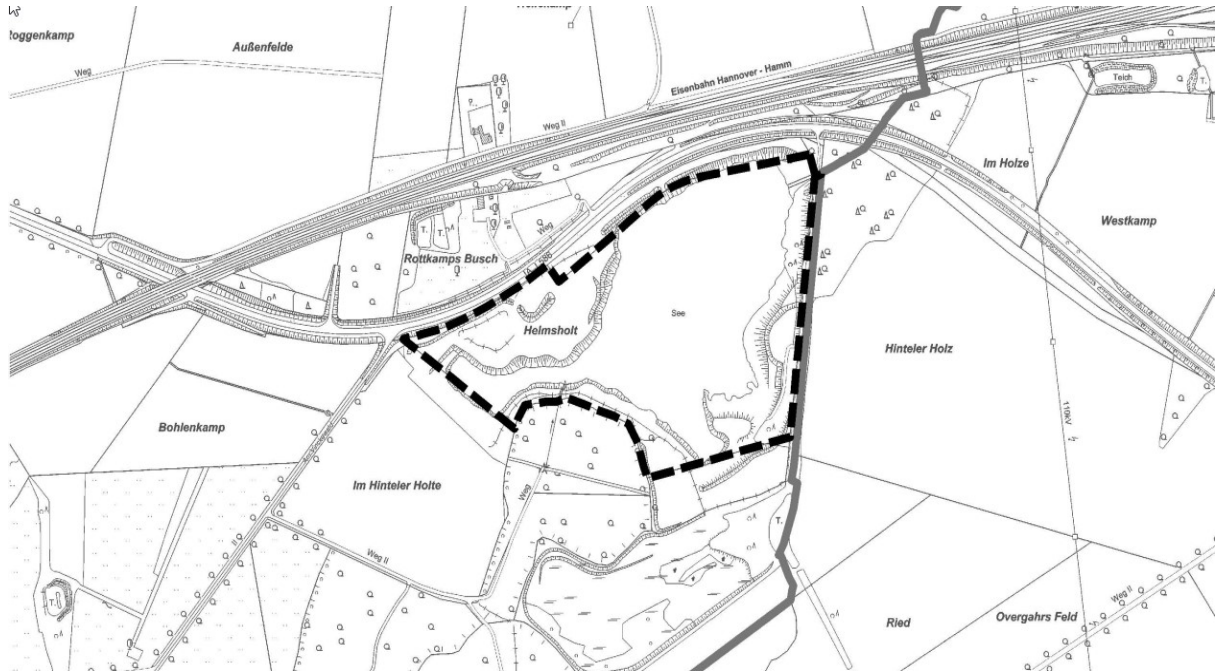 Außenfelde
Weg
Eisenbahn Hannover - Hamm
Weg II
Teich
T.
Im Holze
Westkamp
T.
T.
Weg
Rottkamps Busch
See
Helmsholt
Hinteler Holz
Bohlenkamp
110kV
Im Hinteler Holte
Weg
Weg II
T.
T.
Weg II
Ried
Overgahrs Feld